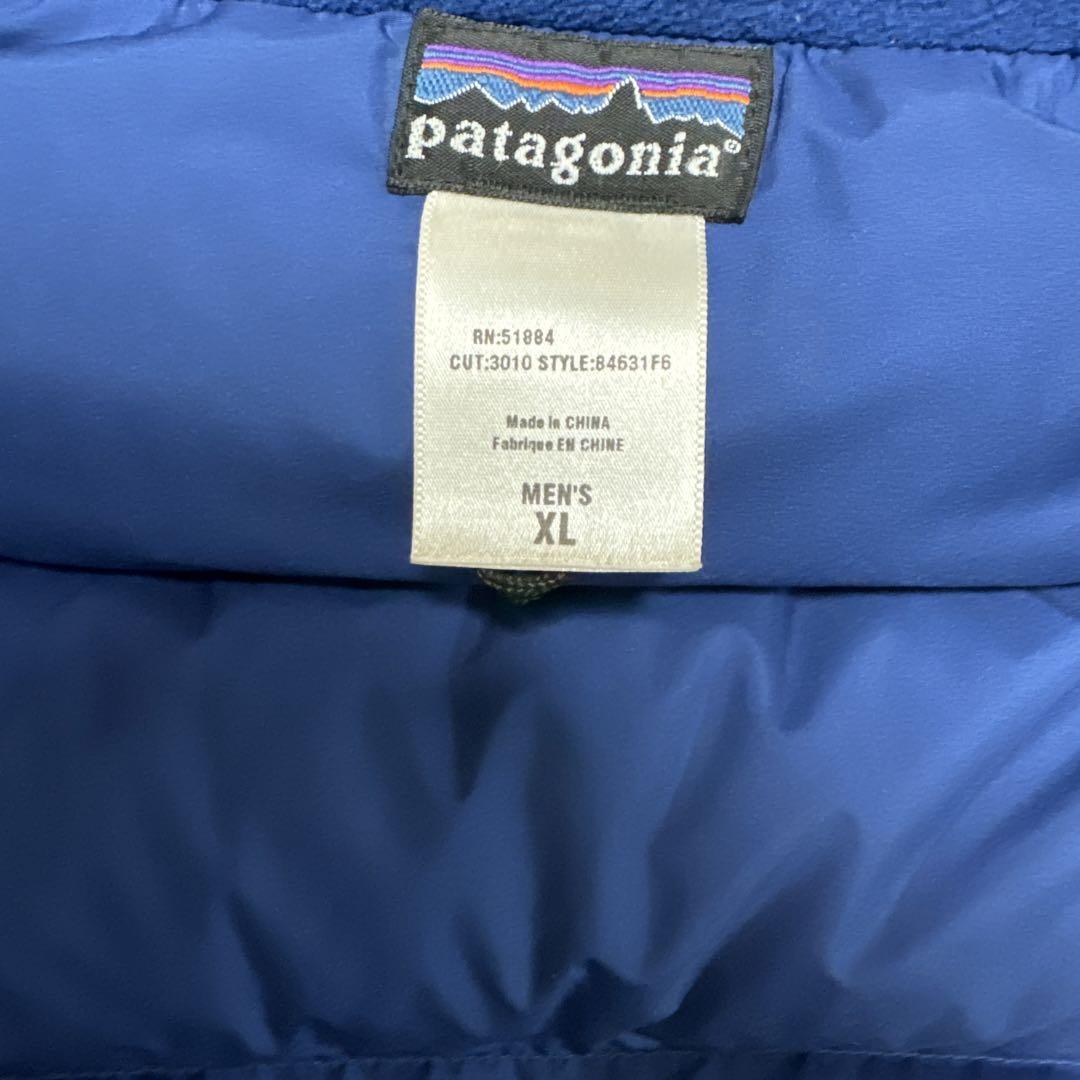 patagonia®
RN:51884
CUT:3010 STYLE:84631F6
Made in CHINA
Fabrique EN CHINE
MEN'S
XL